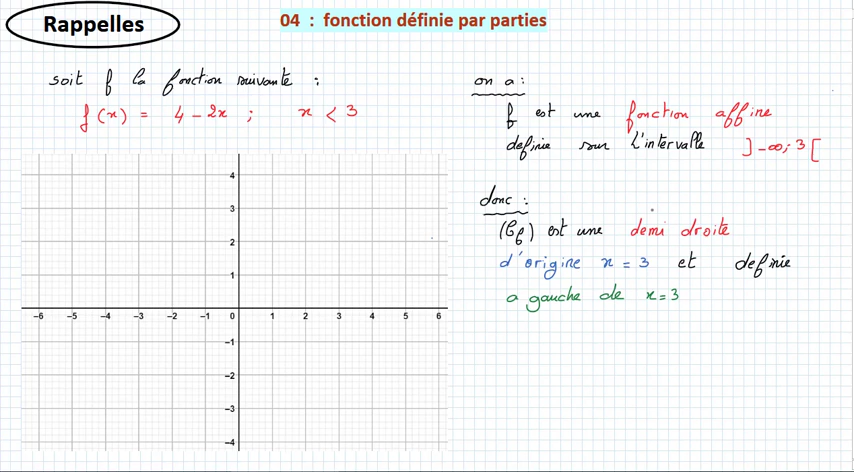 Rappelles
04 : fonction définie par parties
soit f la fonction suivante :
f(x) = 4 - 2x ; x < 3
on a :
f est une fonction affine
definie sur l'intervalle ]-∞; 3[
donc :
(Cf) est une demi droite
d'origine x = 3 et definie
a gauche de x = 3
4
3
2
1
-6 -5 -4 -3 -2 -1 0 1 2 3 4 5 6
-1
-2
-3
-4